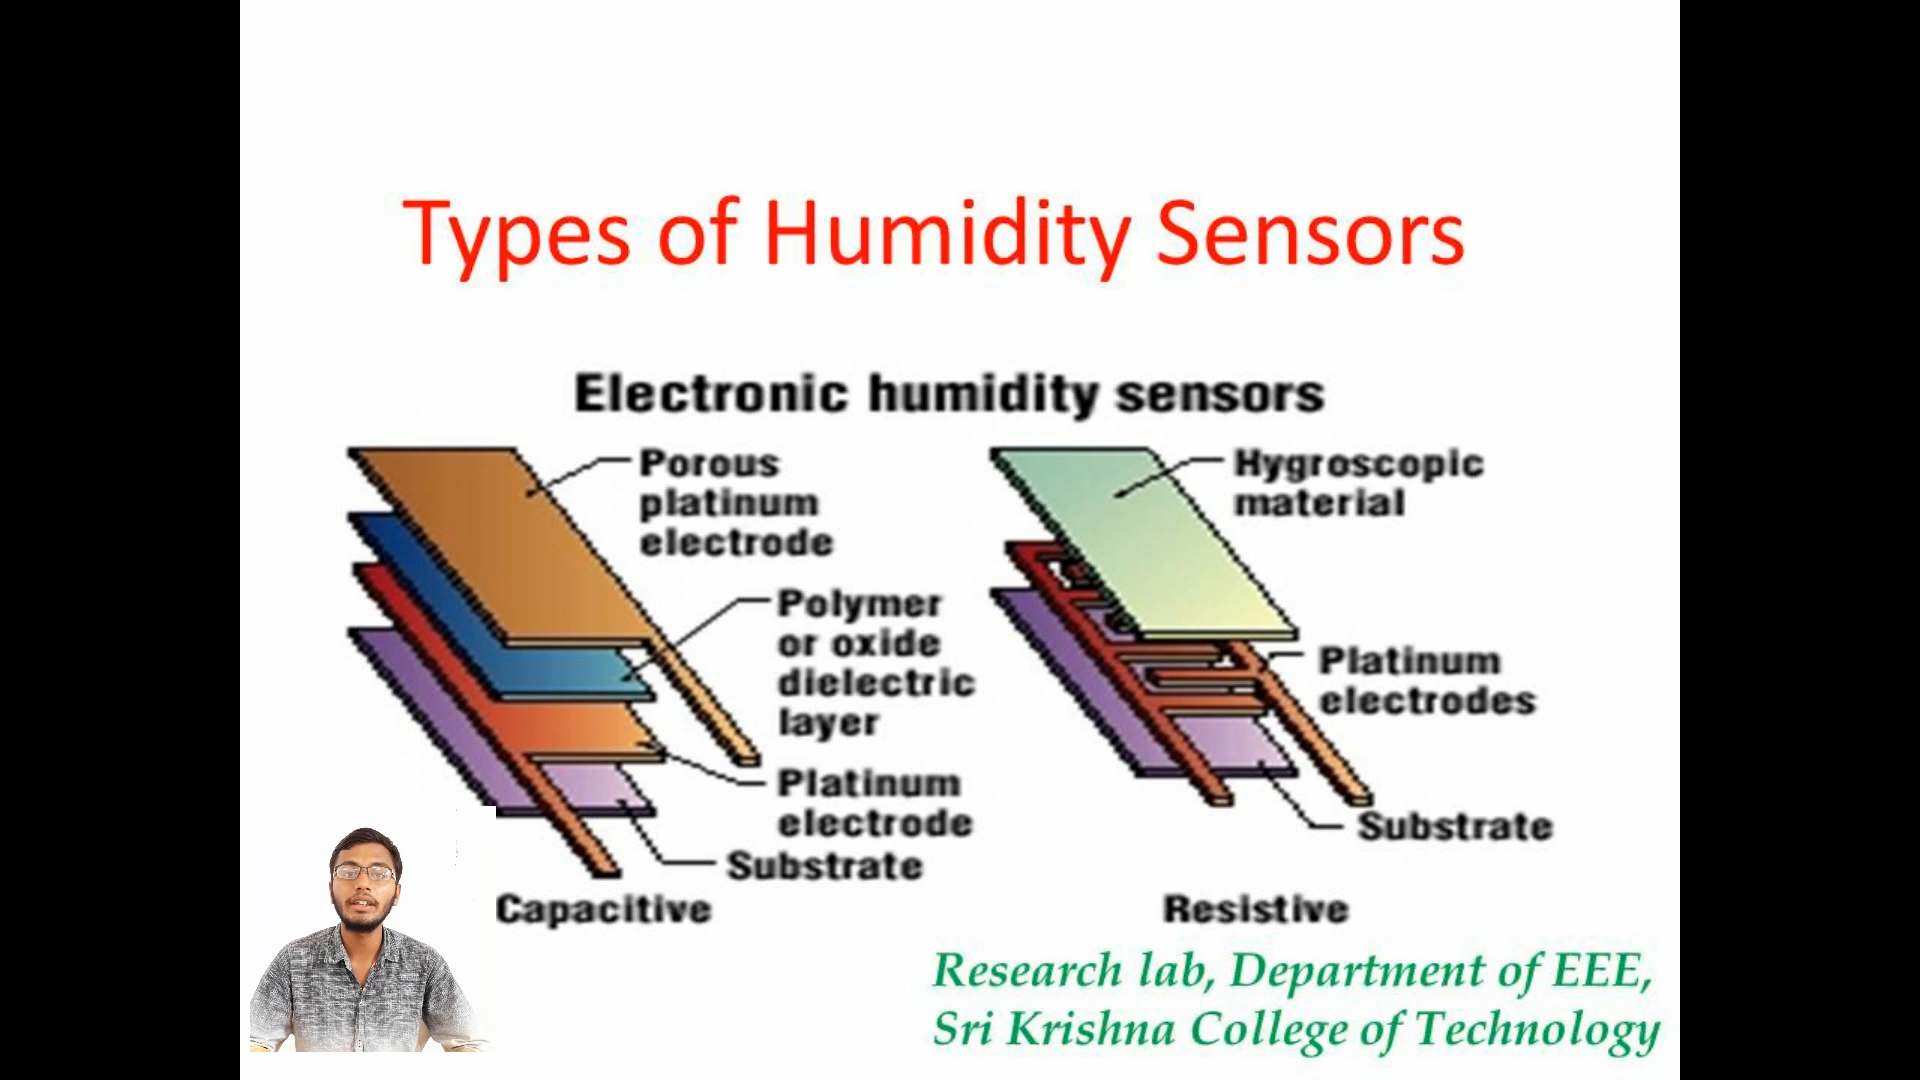 Types of Humidity Sensors
Electronic humidity sensors
Porous
platinum
electrode
Polymer
or oxide
dielectric
layer
Platinum
electrode
Substrate
Capacitive
Hygroscopic
material
Platinum
electrodes
Substrate
Resistive
Research lab, Department of EEE,
Sri Krishna College of Technology